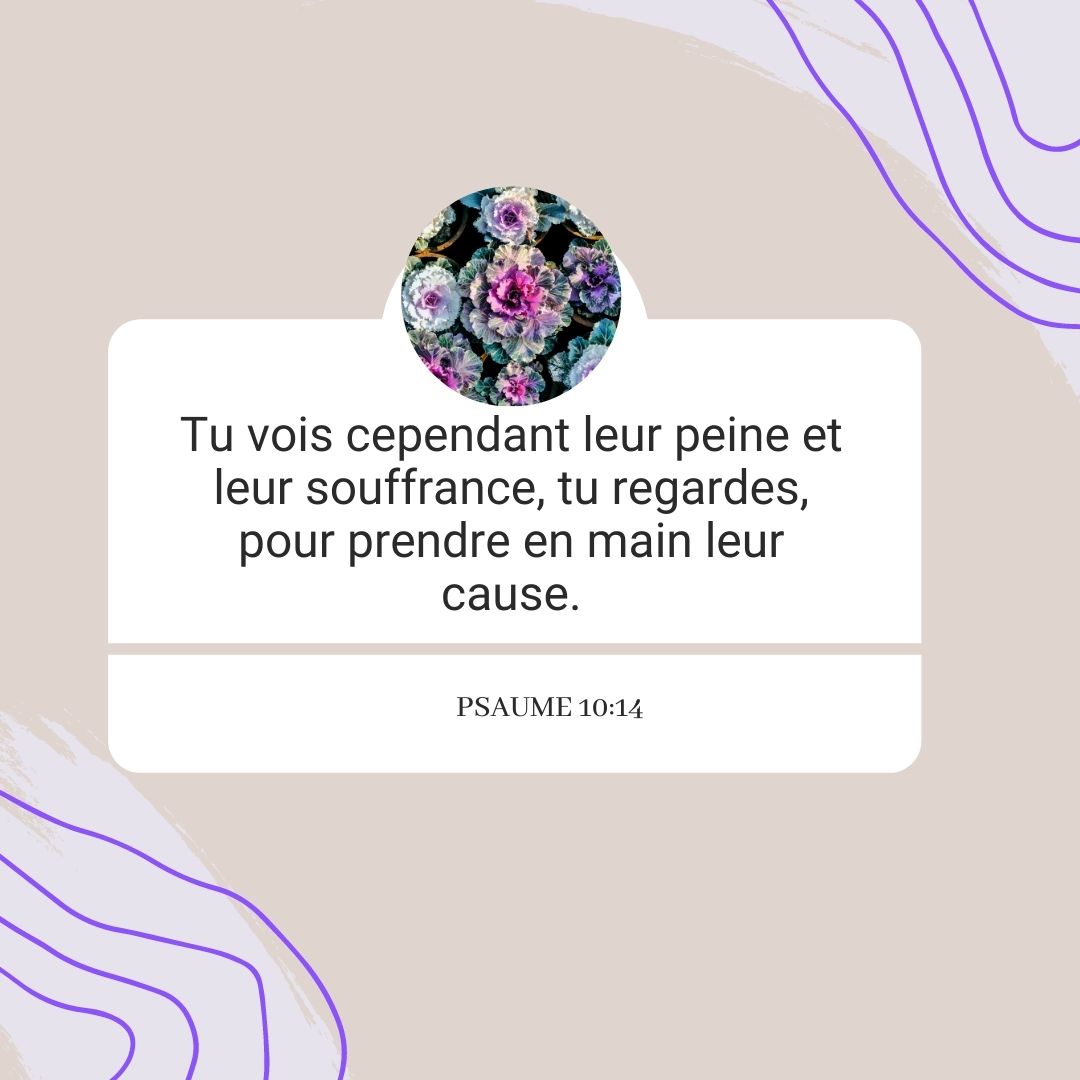 Tu vois cependant leur peine et
leur souffrance, tu regardes,
pour prendre en main leur
cause.
PSAUME 10:14